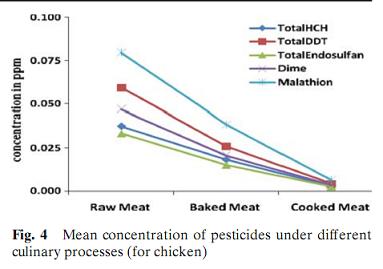 0.100
0.075
0.050
0.025
0.000
concentration in ppm
TotalHCH
TotalDDT
TotalEndosulfan
Dime
Malathion
Raw Meat Baked Meat Cooked Meat
Fig. 4 Mean concentration of pesticides under different
culinary processes (for chicken)